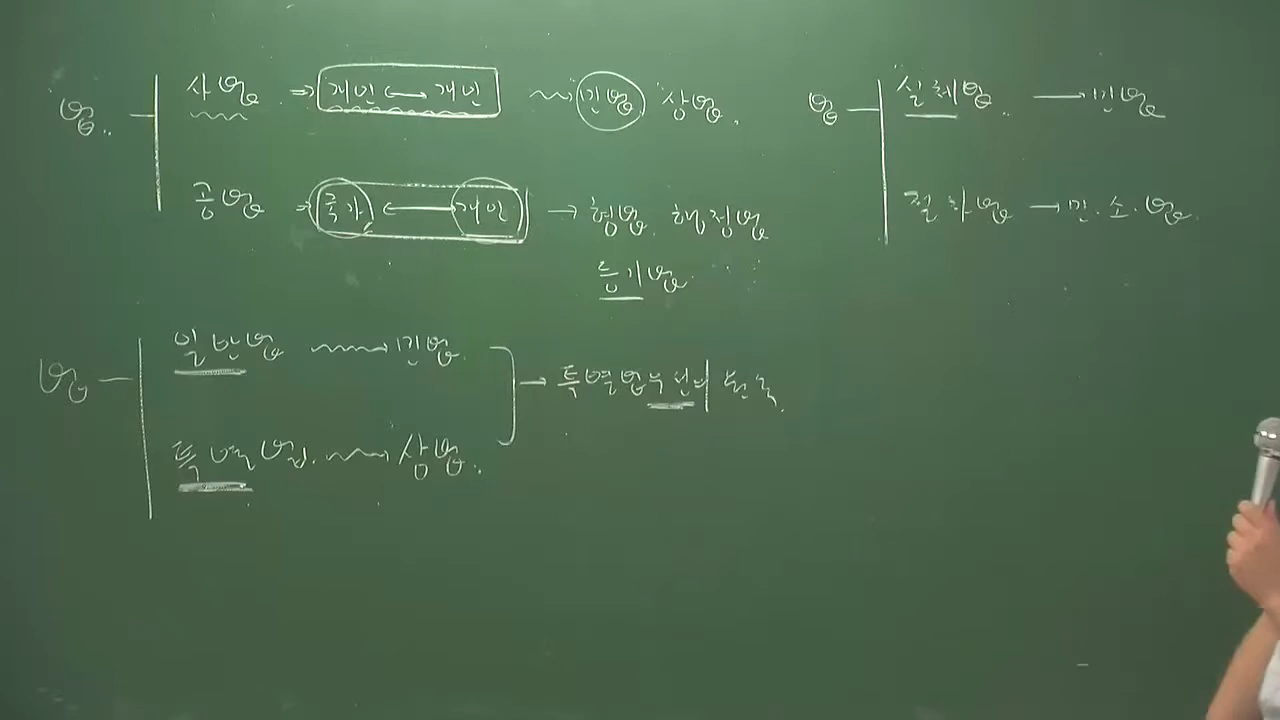 법. 사법 ⇒ 개인 ↔ 개인 민법 상법.
공법 ⇒ 국가 ← 개인 → 형법. 행정법
등기법
법 실체법 → 민법
절차법 → 민.소.법.
법 일반법 → 민법.
특별법. → 상법.
→ 특별법우선의 원칙.